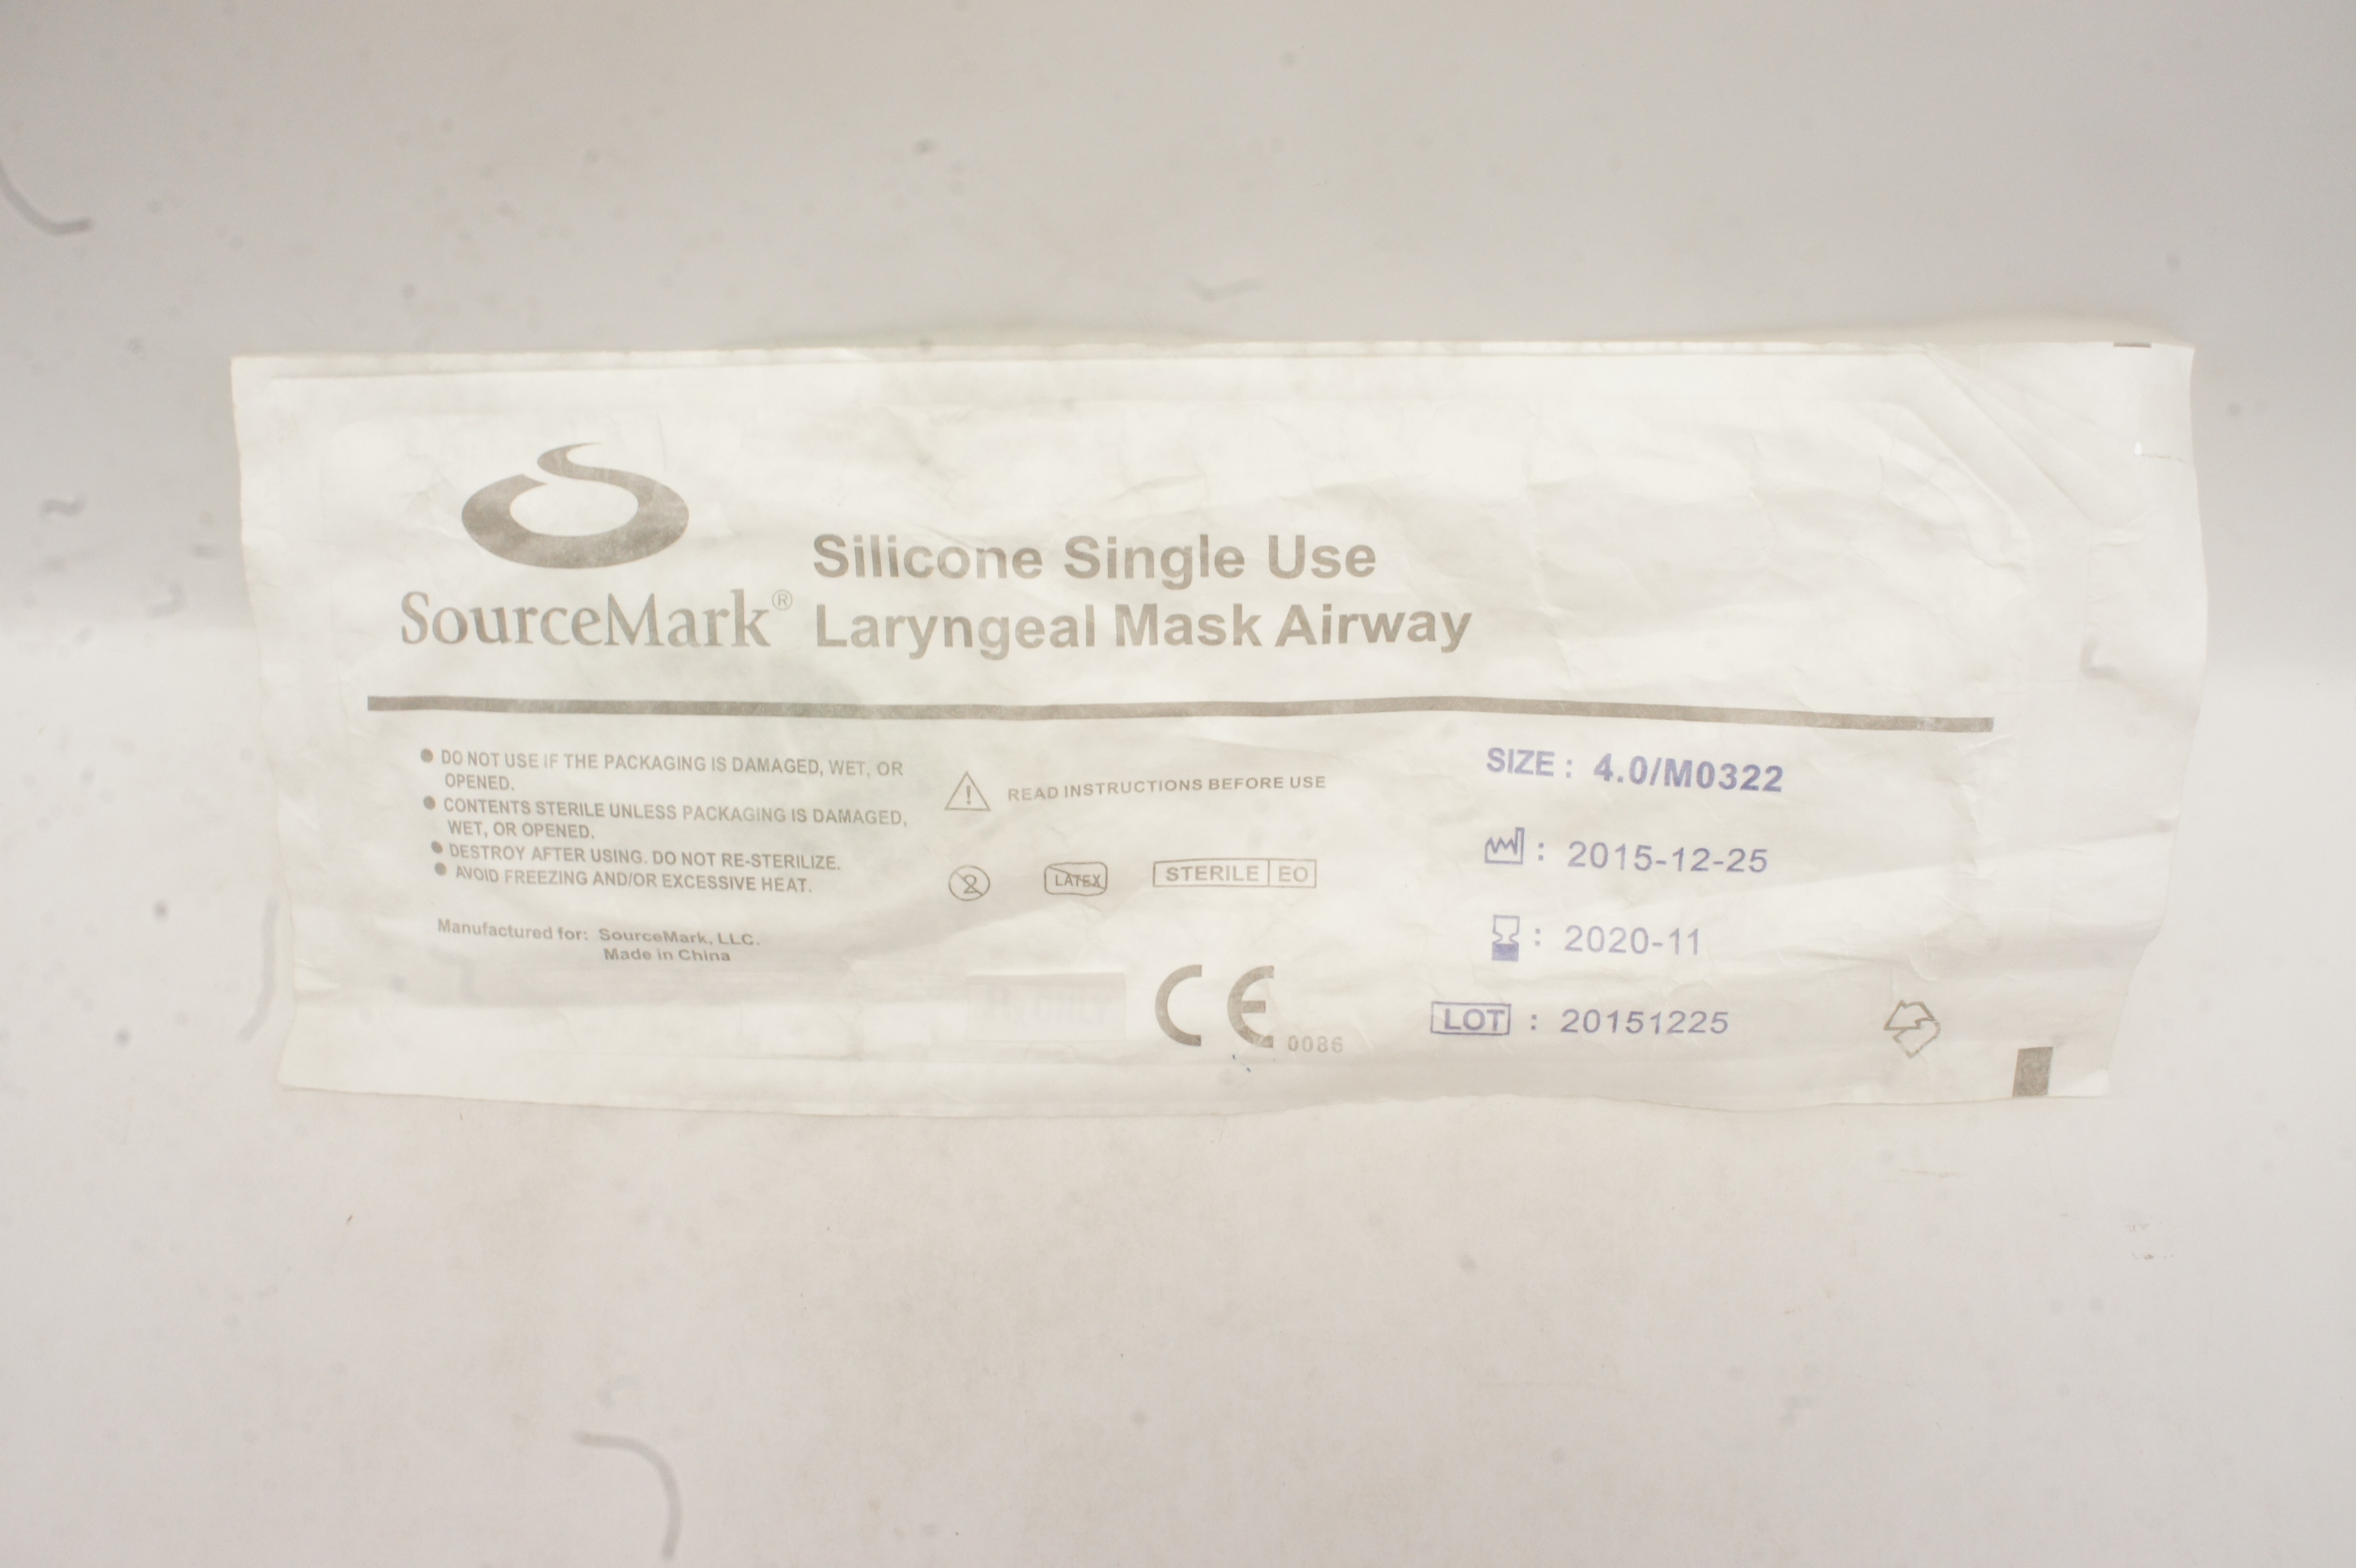 SourceMark®
Silicone Single Use
Laryngeal Mask Airway
● DO NOT USE IF THE PACKAGING IS DAMAGED, WET, OR
OPENED.
● CONTENTS STERILE UNLESS PACKAGING IS DAMAGED,
WET, OR OPENED.
● DESTROY AFTER USING. DO NOT RE-STERILIZE.
● AVOID FREEZING AND/OR EXCESSIVE HEAT.
Manufactured for: SourceMark, LLC.
Made in China
READ INSTRUCTIONS BEFORE USE
2
LATEX
STERILE EO
CE 0086
SIZE: 4.0/M0322
: 2015-12-25
: 2020-11
LOT : 20151225